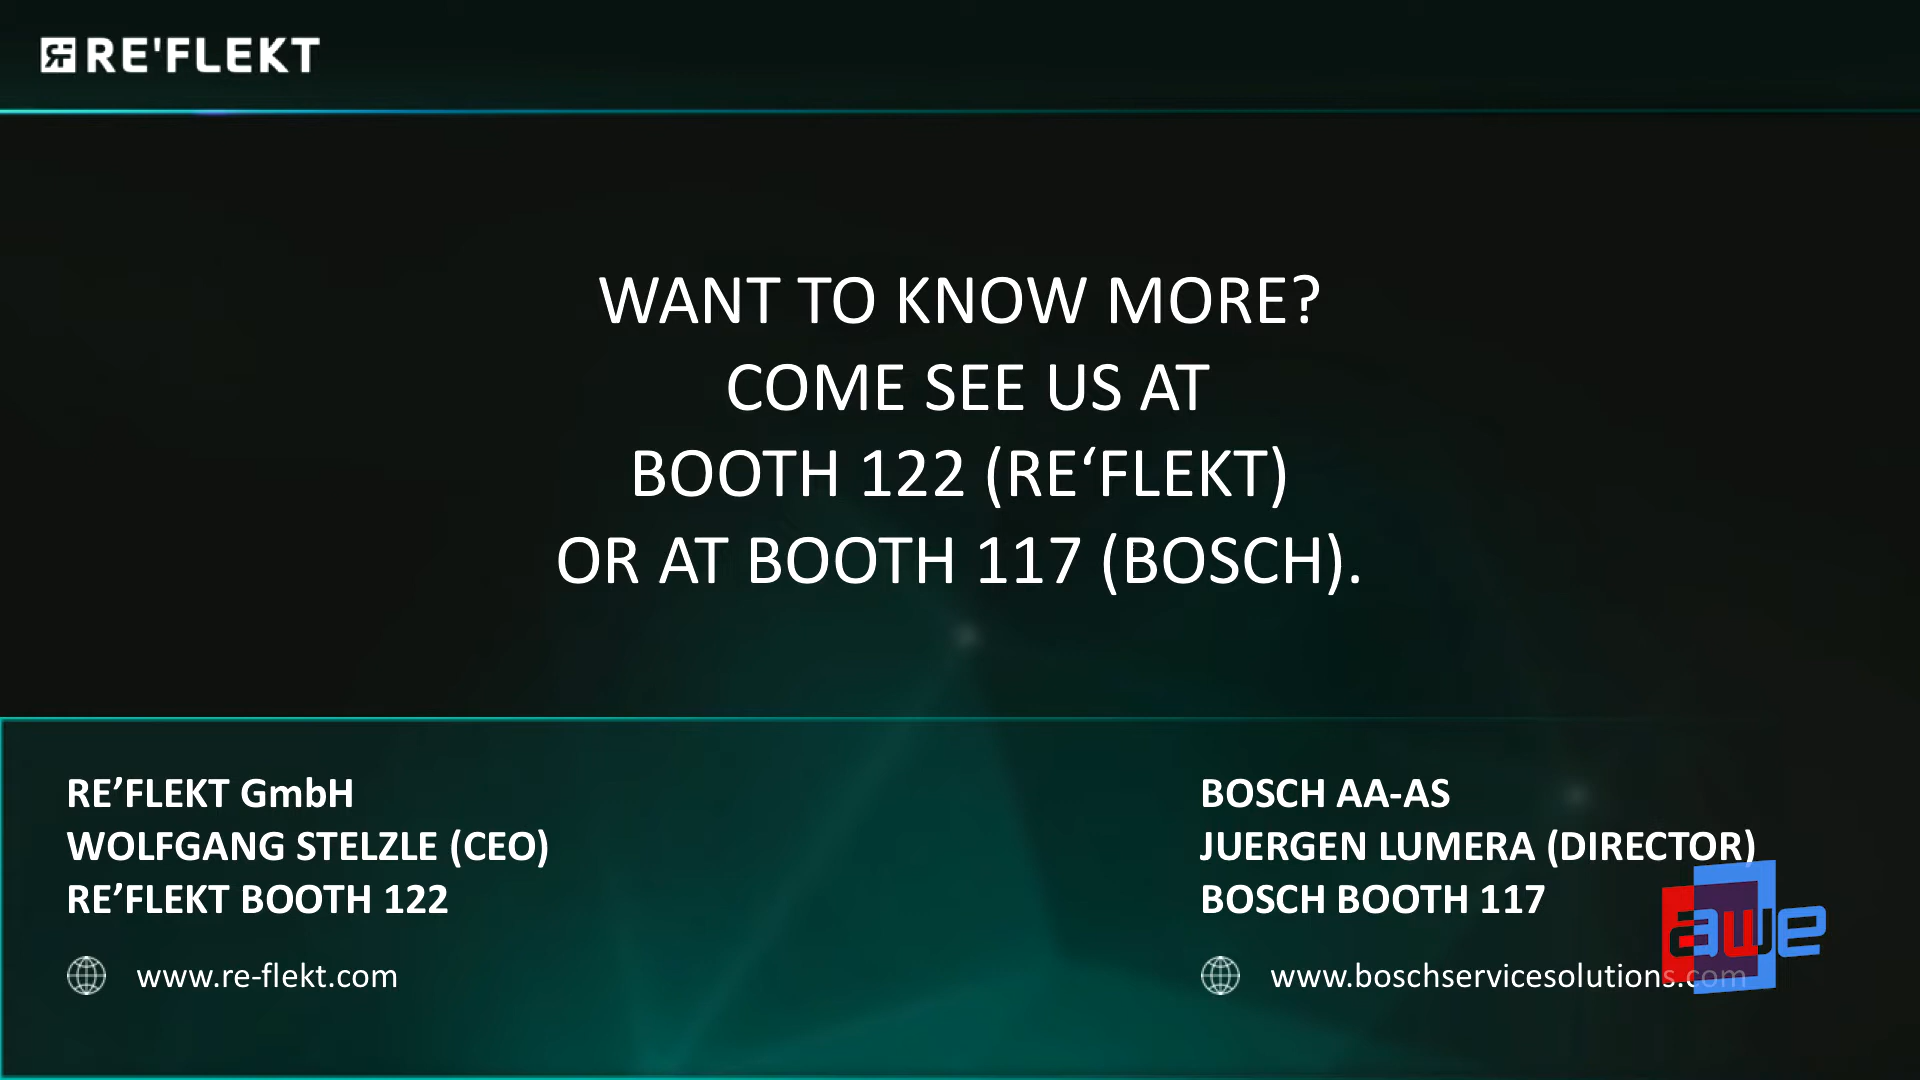 RE'FLEKT
WANT TO KNOW MORE?
COME SEE US AT
BOOTH 122 (RE‘FLEKT)
OR AT BOOTH 117 (BOSCH).
RE’FLEKT GmbH
WOLFGANG STELZLE (CEO)
RE’FLEKT BOOTH 122
www.re-flekt.com
BOSCH AA-AS
JUERGEN LUMERA (DIRECTOR)
BOSCH BOOTH 117
www.boschservicesolutions.com
awe